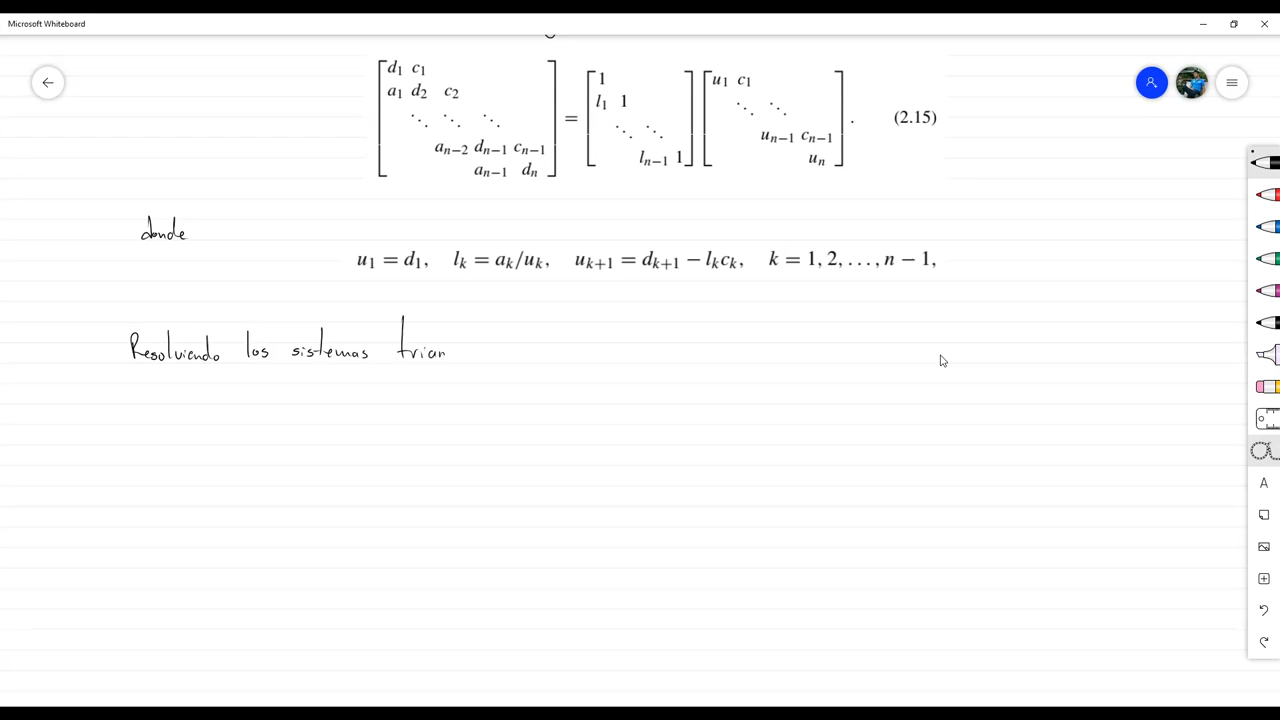 Microsoft Whiteboard
d₁ c₁
a₁ d₂ c₂
⋱ ⋱ ⋱
aₙ₋₂ dₙ₋₁ cₙ₋₁
aₙ₋₁ dₙ
=
1
l₁ 1
⋱ ⋱
lₙ₋₁ 1
u₁ c₁
⋱ ⋱
uₙ₋₁ cₙ₋₁
uₙ
. (2.15)
donde
u₁ = d₁, lₖ = aₖ/uₖ, uₖ₊₁ = dₖ₊₁ − lₖcₖ, k = 1, 2, . . . , n − 1,
Resolviendo los sistemas trian
A